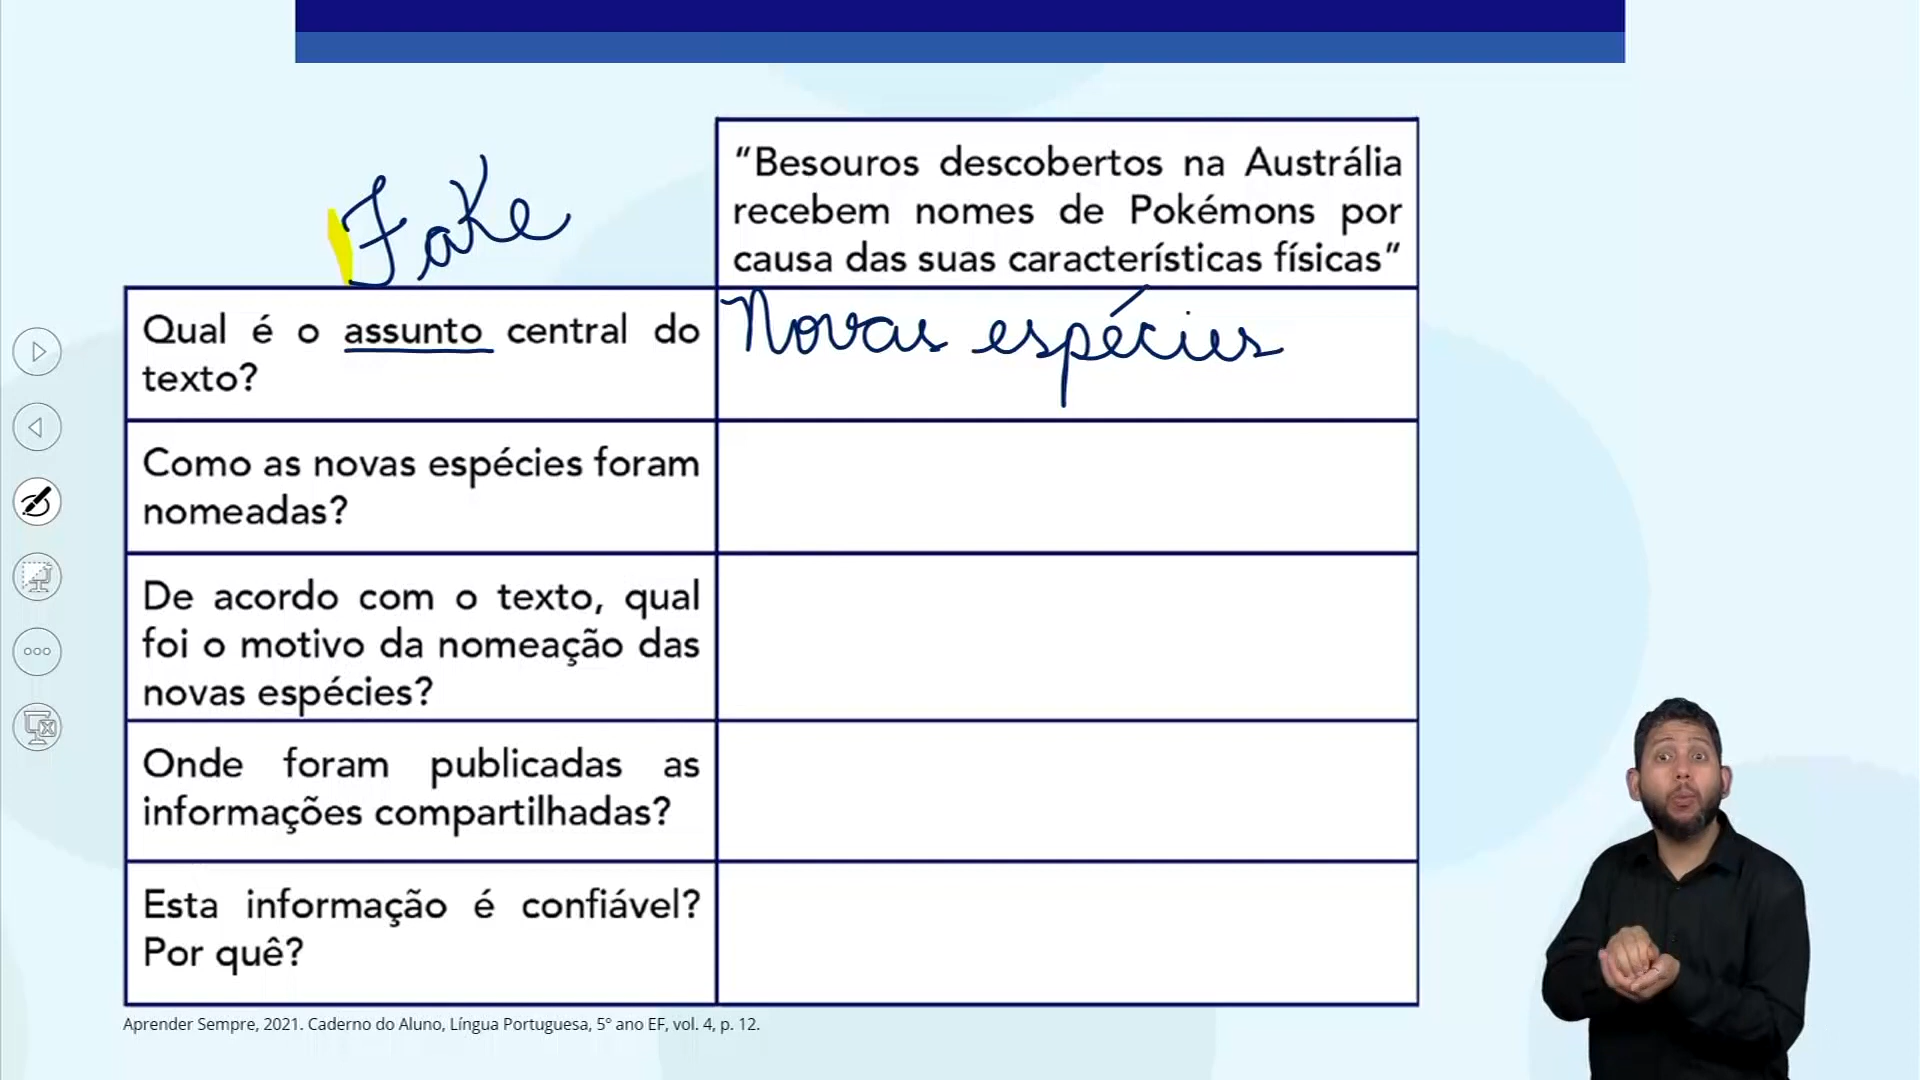 Fake
“Besouros descobertos na Austrália
recebem nomes de Pokémons por
causa das suas características físicas”
Qual é o assunto central do
texto?
Novas espécies
Como as novas espécies foram
nomeadas?
De acordo com o texto, qual
foi o motivo da nomeação das
novas espécies?
Onde foram publicadas as
informações compartilhadas?
Esta informação é confiável?
Por quê?
Aprender Sempre, 2021. Caderno do Aluno, Língua Portuguesa, 5º ano EF, vol. 4, p. 12.